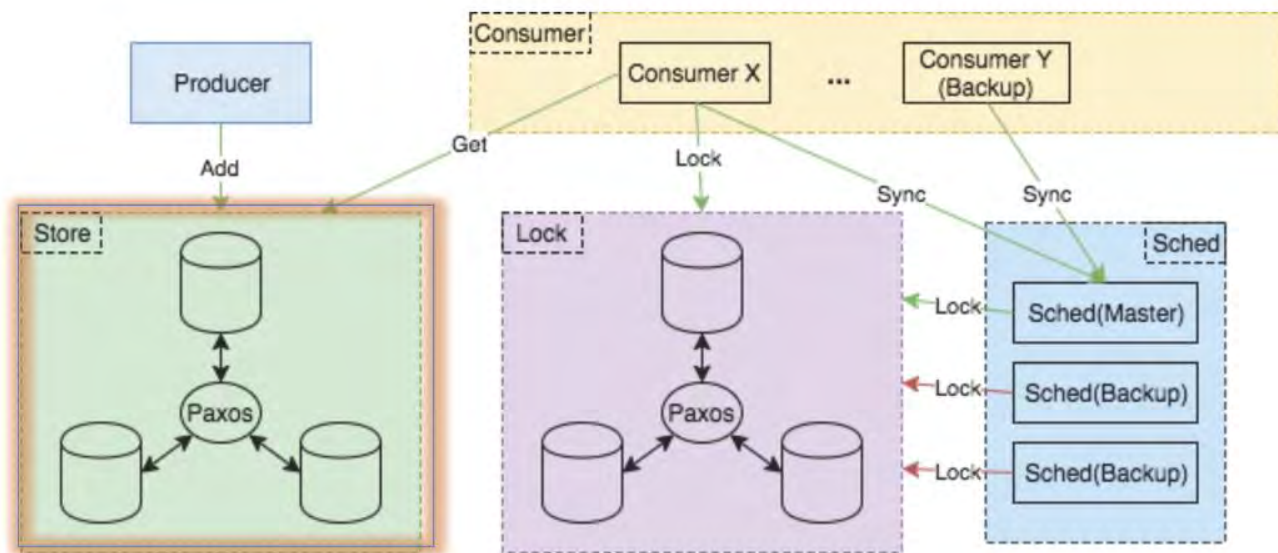 Consumer
Producer
Consumer X
...
Consumer Y
(Backup)
Get
Add
Lock
Sync
Sync
Store
Lock
Sched
Lock
Sched(Master)
Paxos
Paxos
Lock
Sched(Backup)
Lock
Sched(Backup)